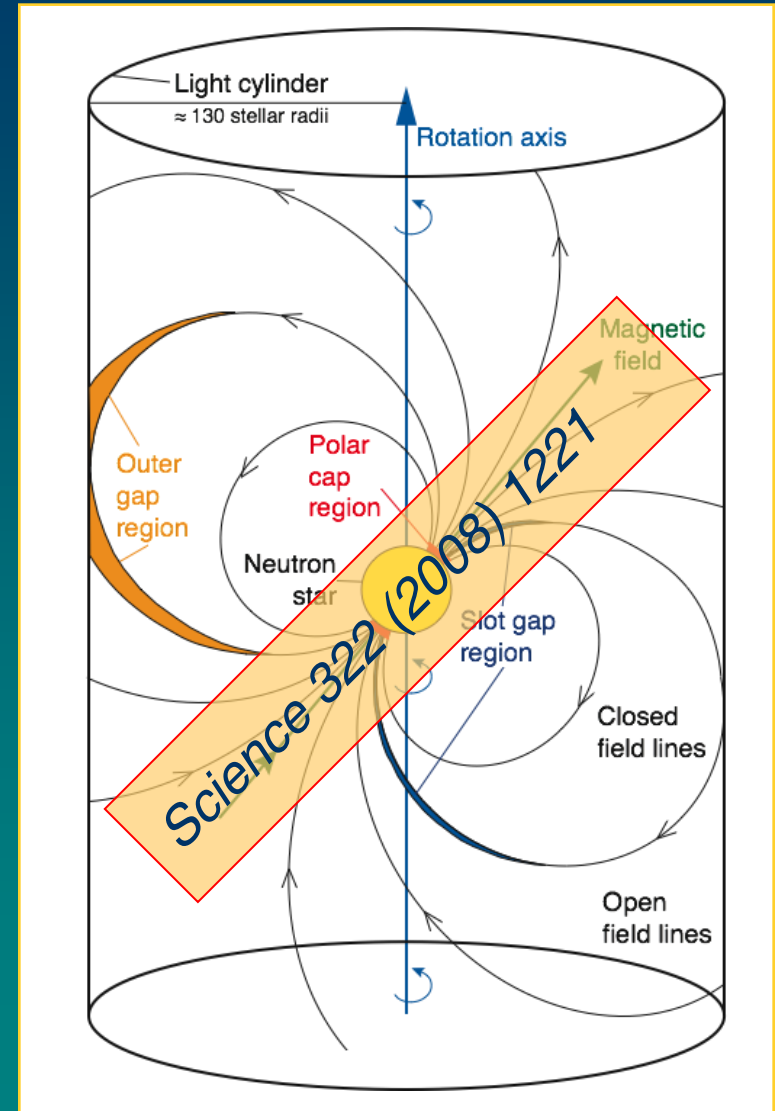 Light cylinder
≈ 130 stellar radii
Rotation axis
Magnetic
field
Polar
cap
region
Outer
gap
region
Neutron
star
Science 322 (2008) 1221
Slot gap
region
Closed
field lines
Open
field lines